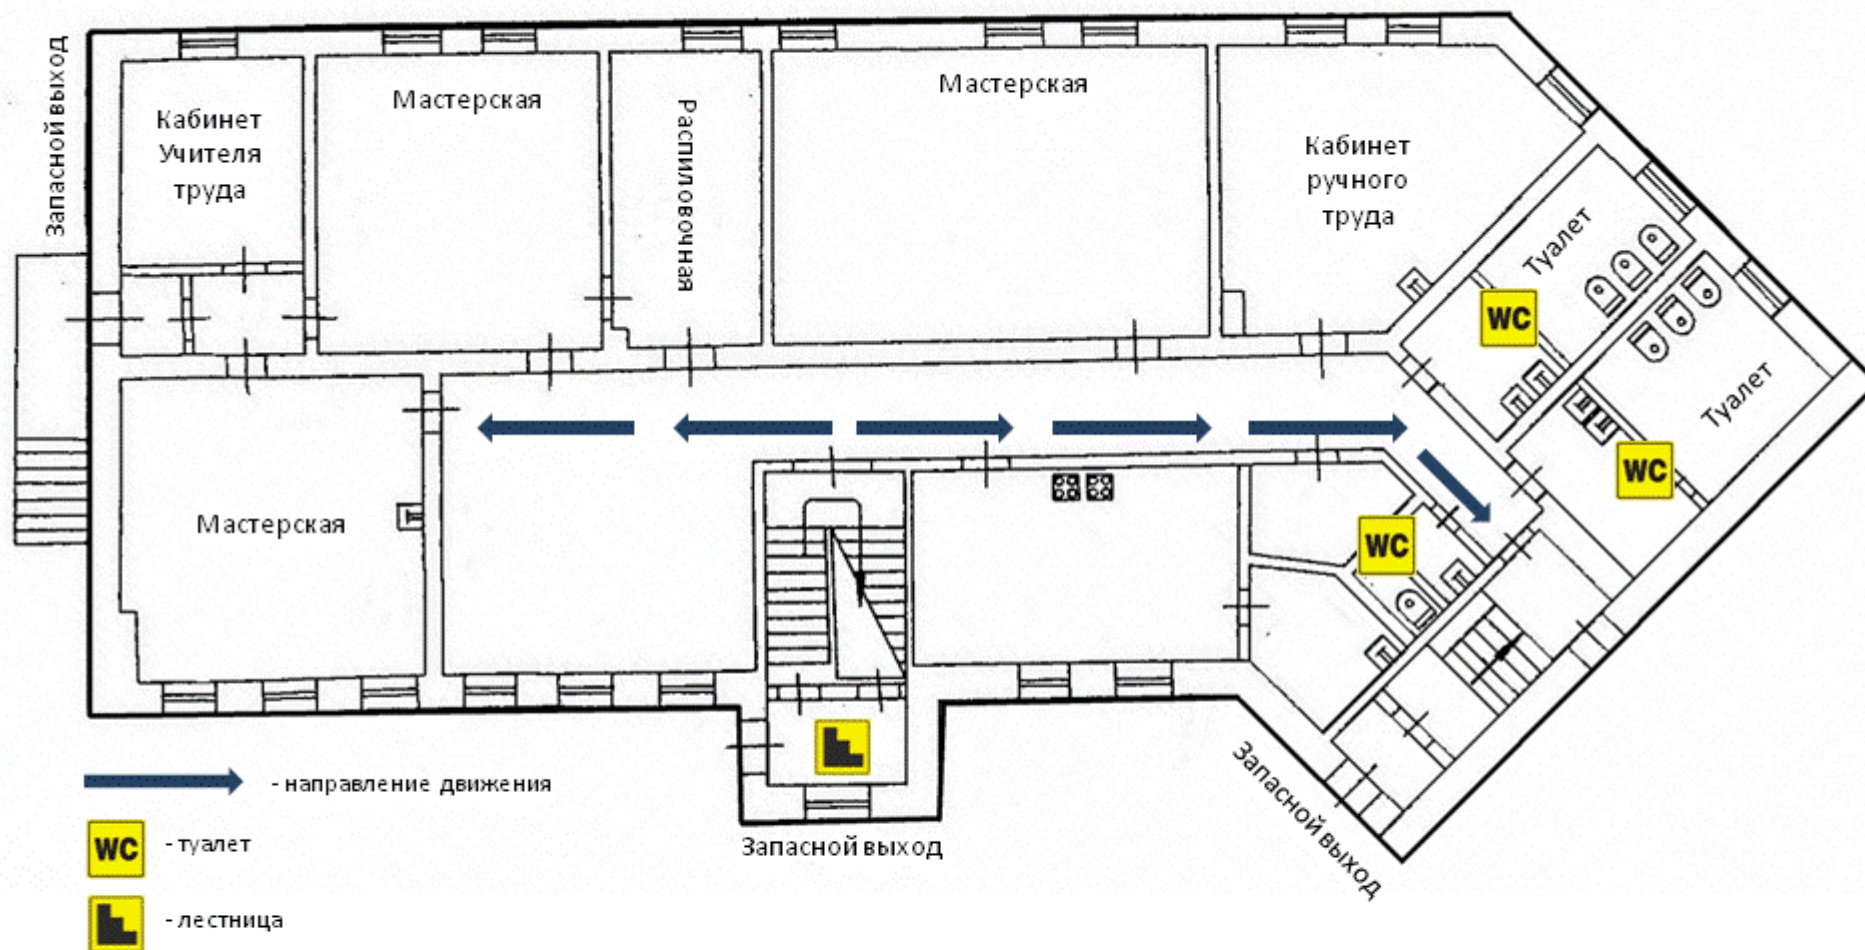 Запасной выход
Кабинет
Учителя
труда
Мастерская
Распиловочная
Мастерская
Кабинет
ручного
труда
Туалет
WC
Туалет
WC
WC
Мастерская
Запасной выход
Запасной выход
- направление движения
WC
- туалет
- лестница